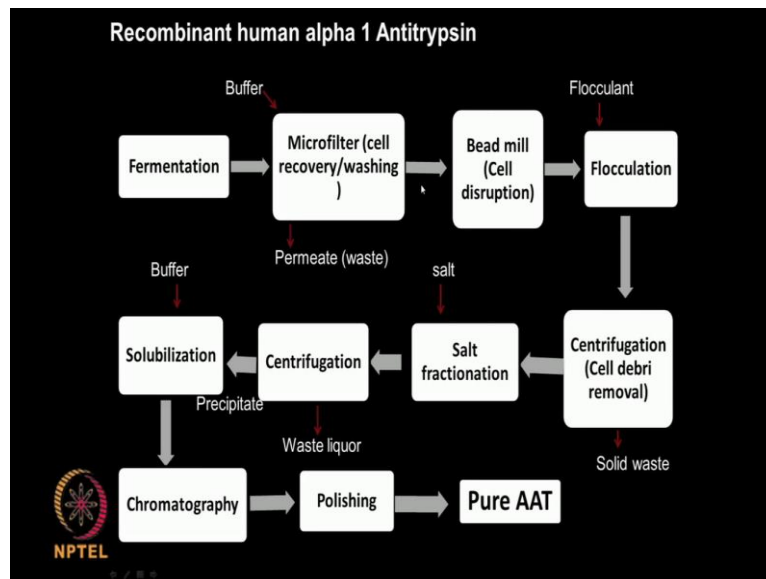 Recombinant human alpha 1 Antitrypsin
Buffer
Flocculant
Fermentation
Microfilter (cell
recovery/washing
)
Bead mill
(Cell
disruption)
Flocculation
Permeate (waste)
Buffer
salt
Solubilization
Centrifugation
Salt
fractionation
Centrifugation
(Cell debri
removal)
Precipitate
Waste liquor
Solid waste
Chromatography
Polishing
Pure AAT
NPTEL